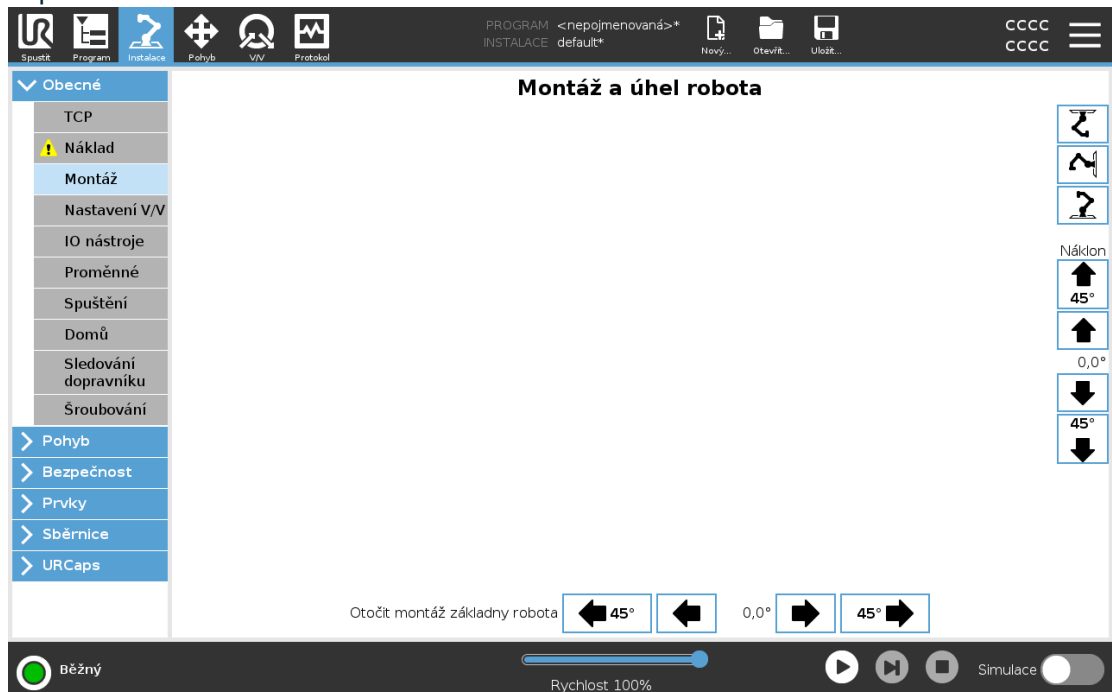 PROGRAM <nepojmenovaná>*
INSTALACE default*
UR
Spustit Program Instalace Pohyb V/V Protokol
Nový... Otevřít... Uložit...
CCCC
CCCC
Obecné
TCP
Náklad
Montáž
Nastavení V/V
IO nástroje
Proměnné
Spuštění
Domů
Sledování
dopravníku
Šroubování
Pohyb
Bezpečnost
Prvky
Sběrnice
URCaps
Montáž a úhel robota
Náklon
45°
0,0°
45°
Otočit montáž základny robota 45° 0,0° 45°
Běžný
Rychlost 100%
Simulace